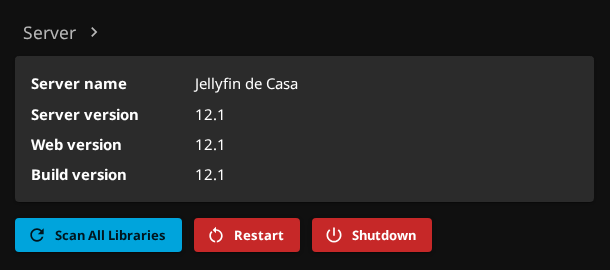 Server
Server name Jellyfin de Casa
Server version 12.1
Web version 12.1
Build version 12.1
Scan All Libraries Restart Shutdown